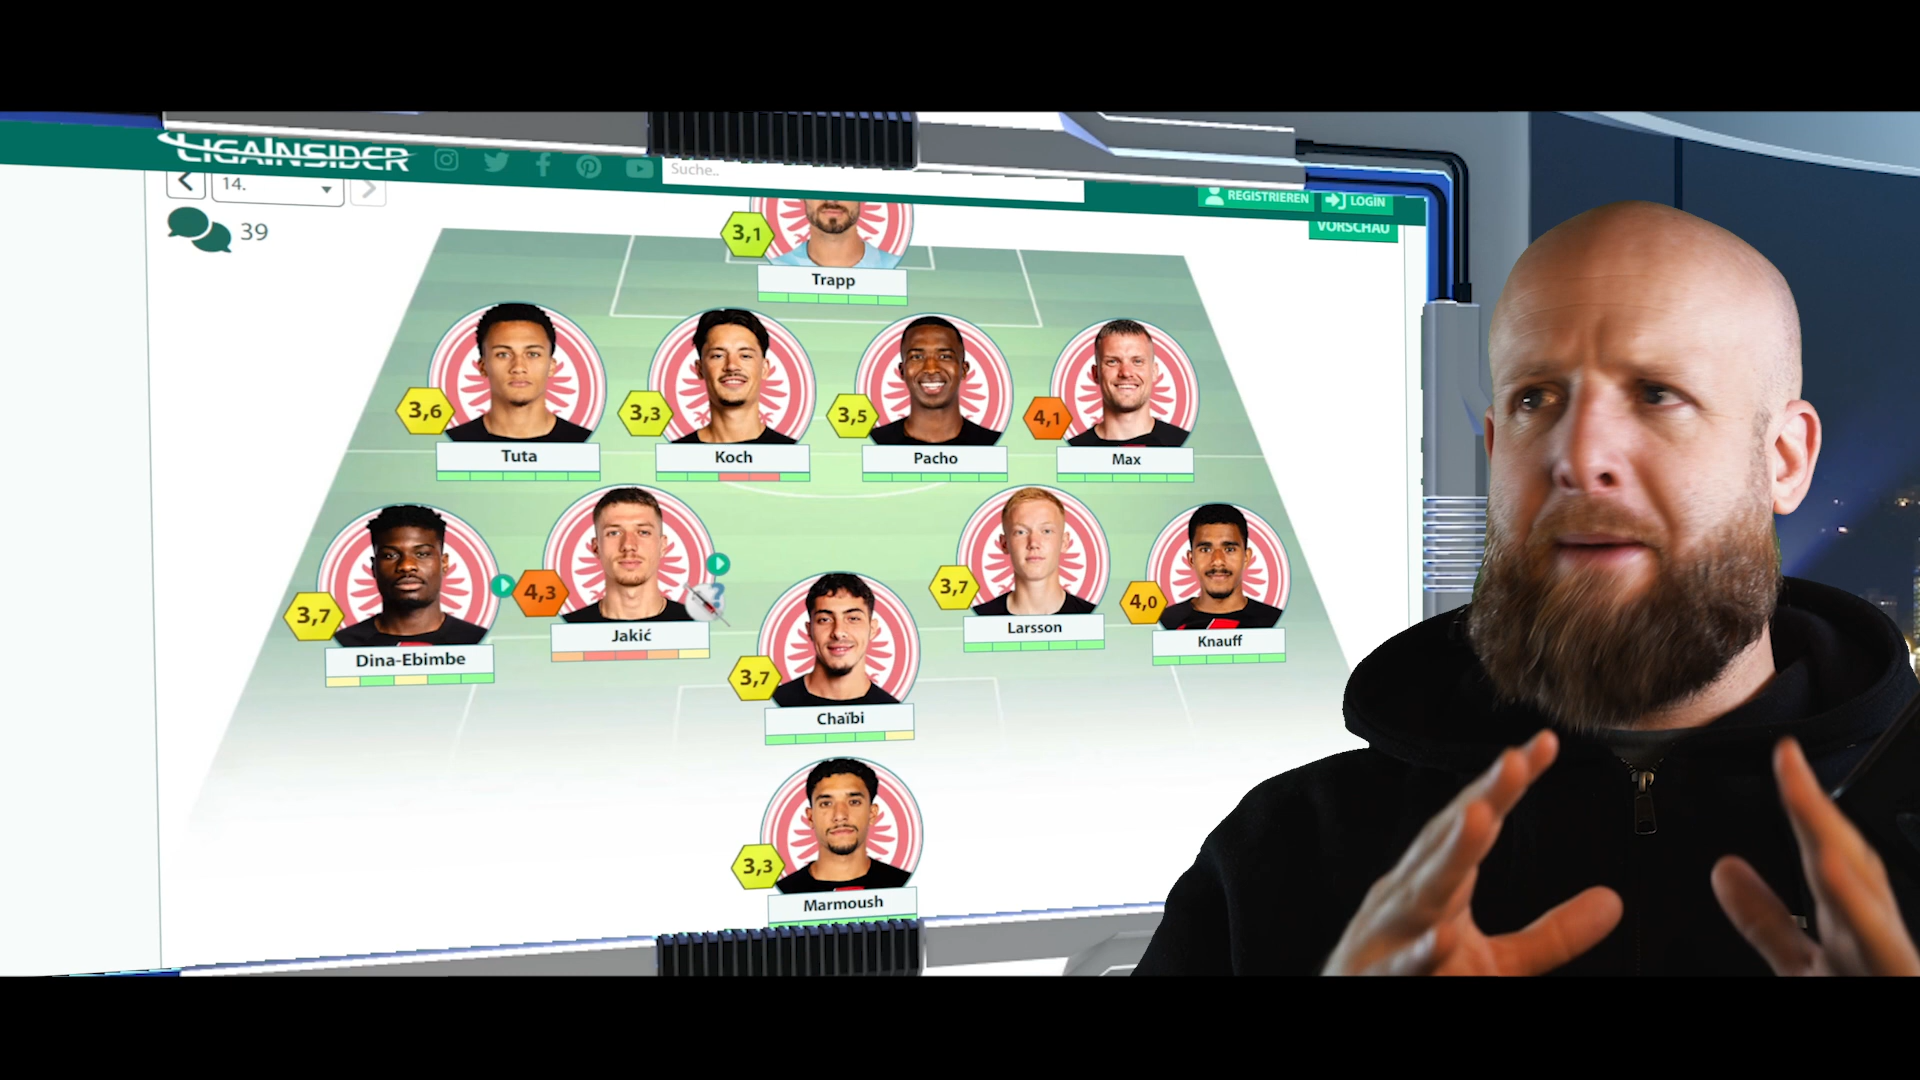 LIGAINSIDER
Suche..
REGISTRIEREN
LOGIN
14.
VORSCHAU
39
3,1
Trapp
3,6
3,3
3,5
4,1
Tuta
Koch
Pacho
Max
3,7
4,3
3,7
4,0
Dina-Ebimbe
Jakić
Larsson
Knauff
3,7
Chaïbi
3,3
Marmoush